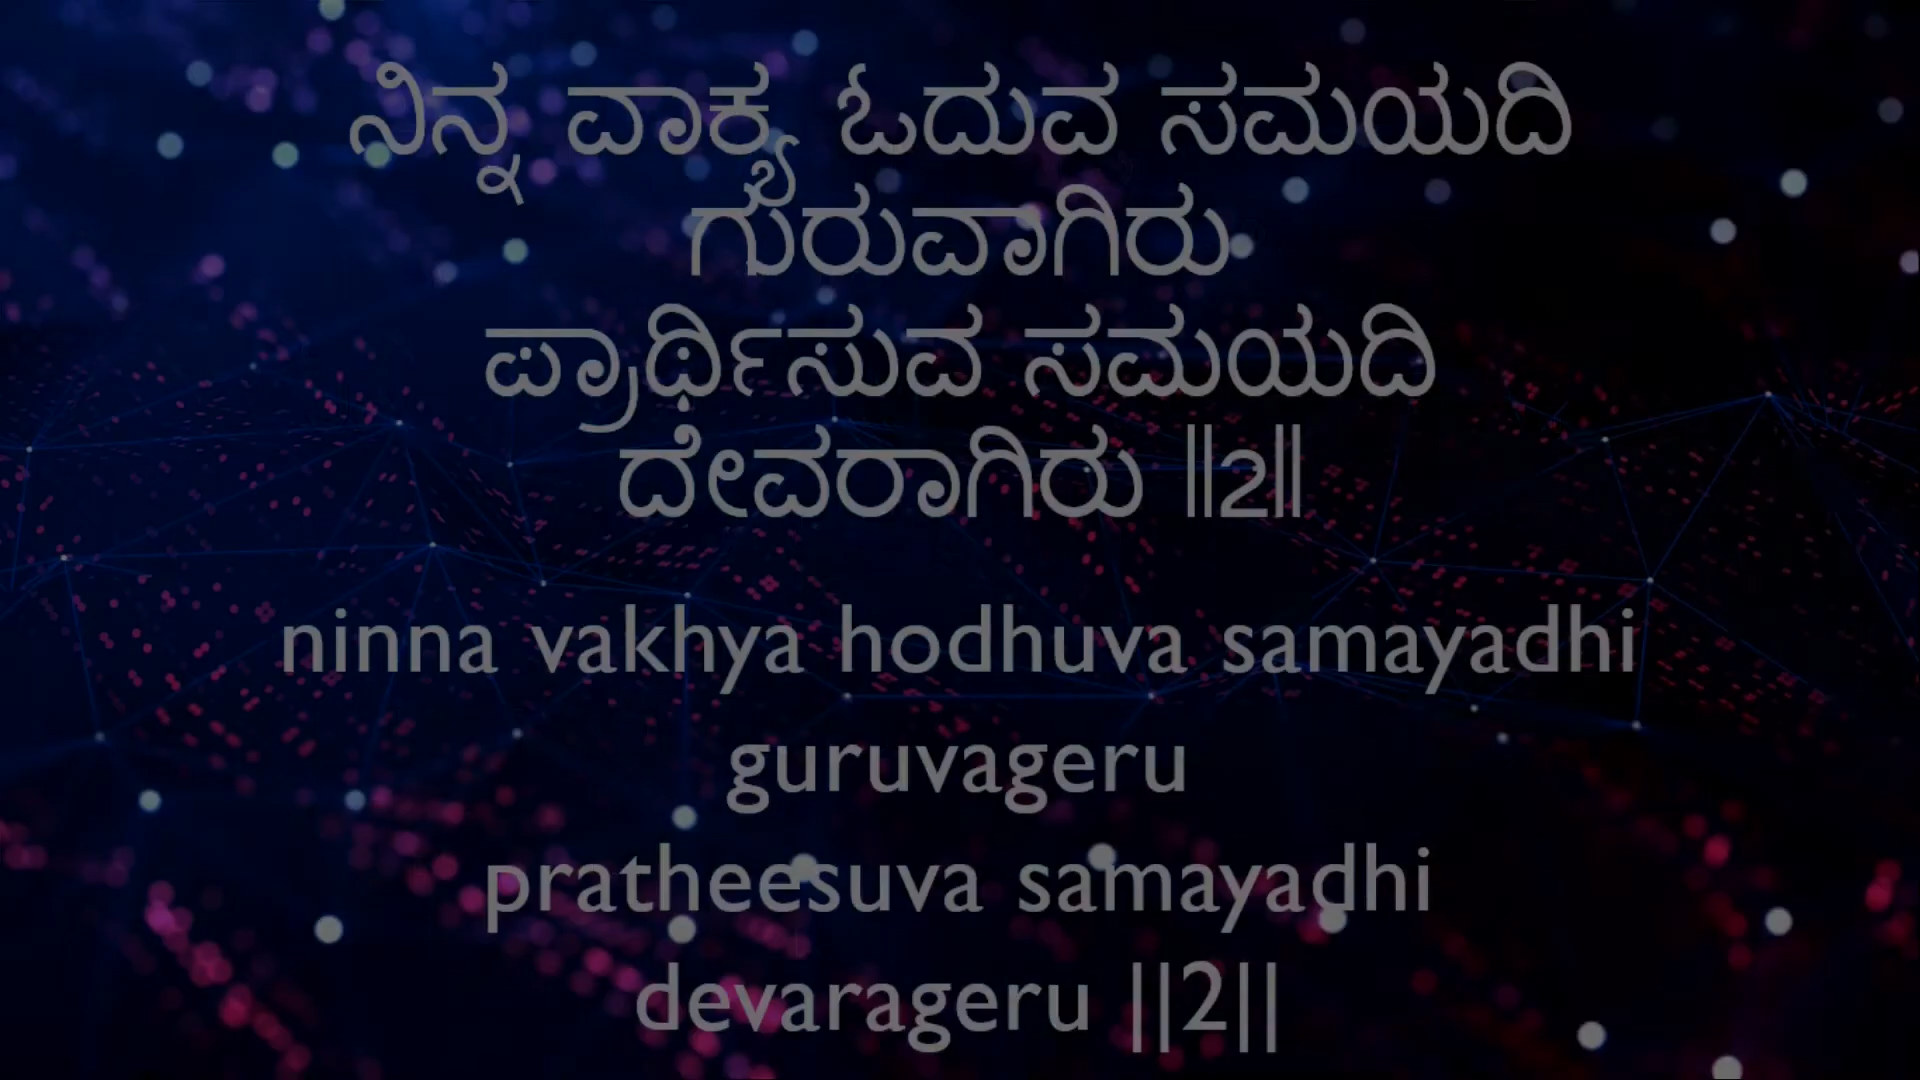 ನಿನ್ನ ವಾಕ್ಯ ಓದುವ ಸಮಯದಿ
ಗುರುವಾಗಿರು
ಪ್ರಾರ್ಥಿಸುವ ಸಮಯದಿ
ದೇವರಾಗಿರು ||2||
ninna vakhya hodhuva samayadhi
guruvageru
pratheesuva samayadhi
devarageru ||2||